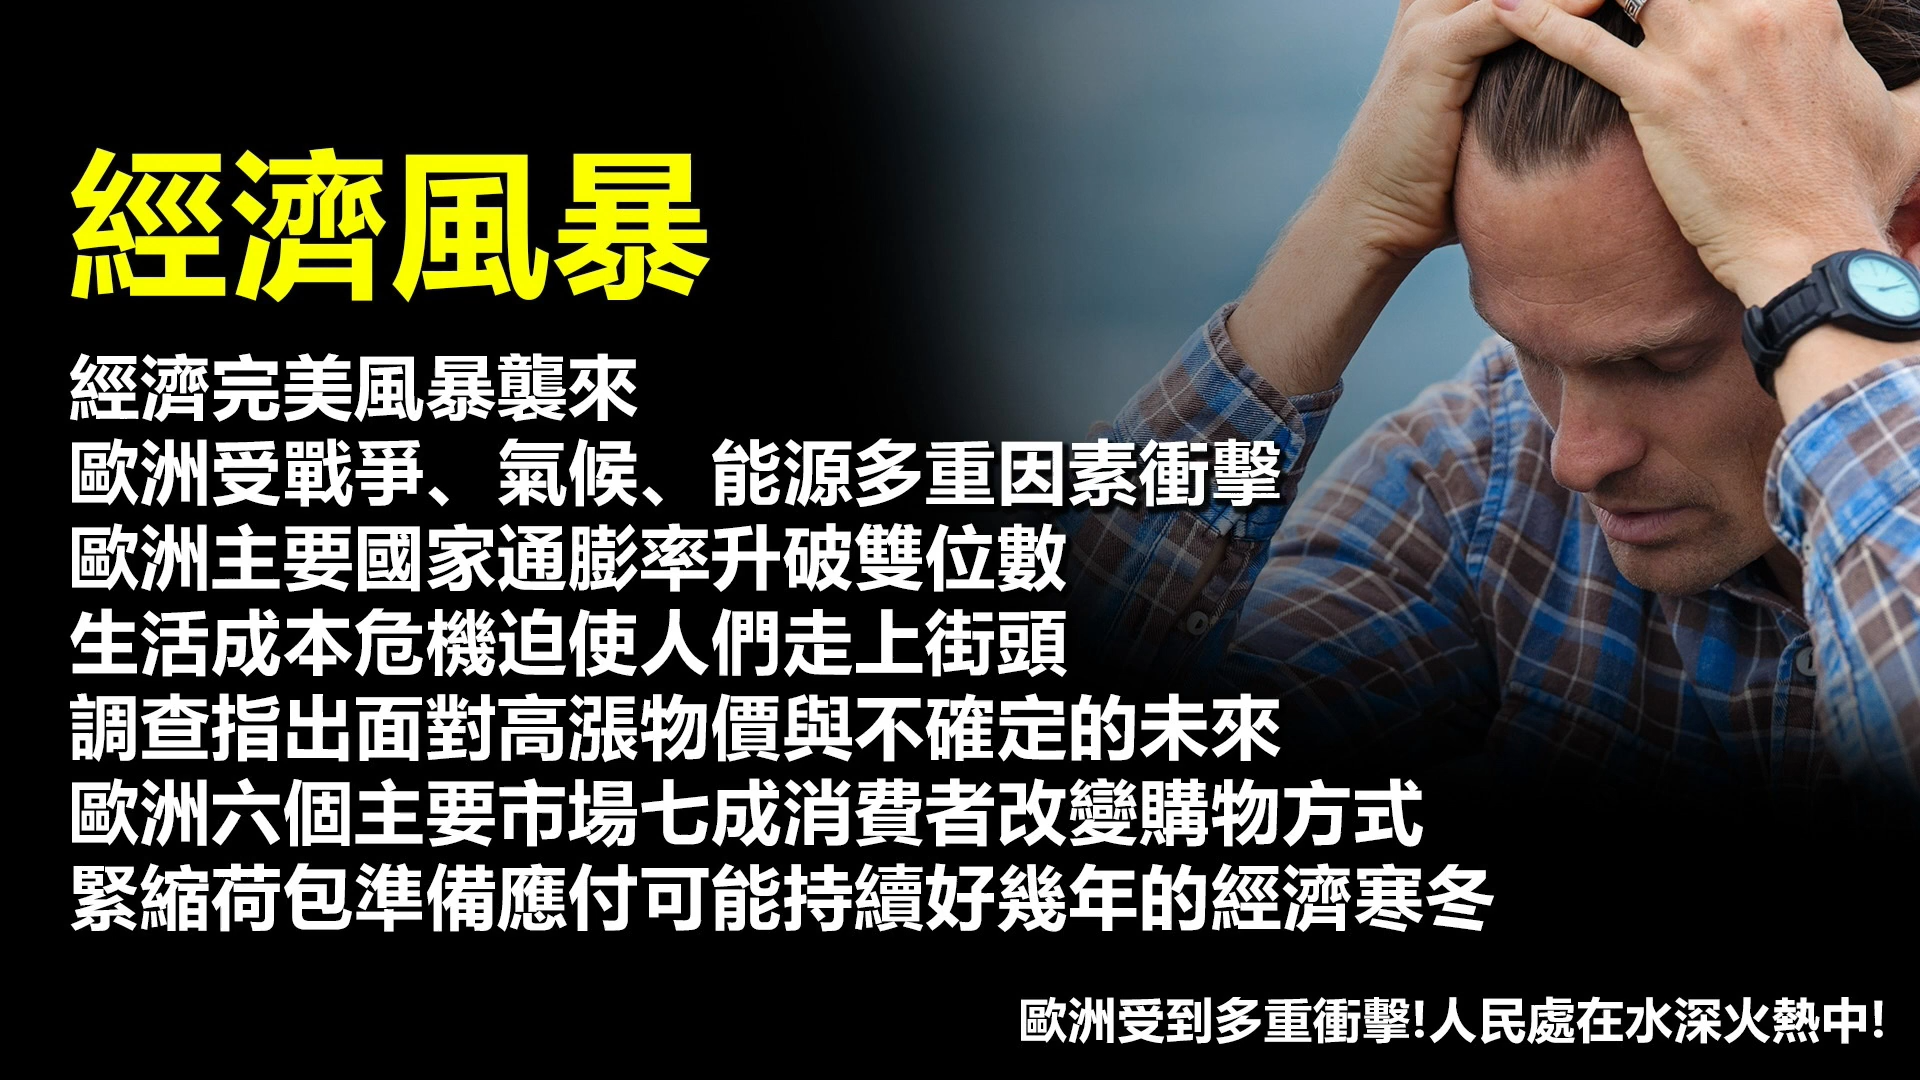 經濟風暴
經濟完美風暴襲來
歐洲受戰爭、氣候、能源多重因素衝擊
歐洲主要國家通膨率升破雙位數
生活成本危機迫使人們走上街頭
調查指出面對高漲物價與不確定的未來
歐洲六個主要市場七成消費者改變購物方式
緊縮荷包準備應付可能持續好幾年的經濟寒冬
歐洲受到多重衝擊!人民處在水深火熱中!